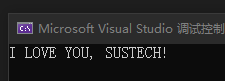 Microsoft Visual Studio 调试控制
I LOVE YOU, SUSTECH!